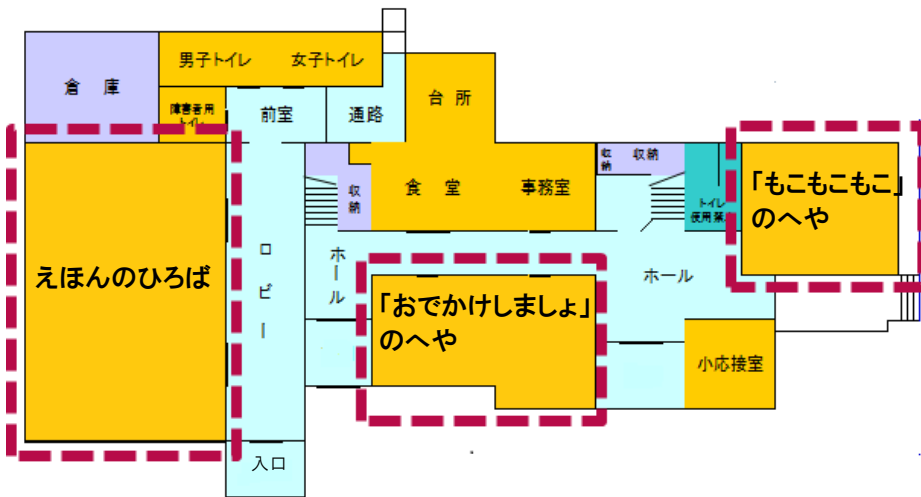 男子トイレ
女子トイレ
倉庫
障害者用
トイレ
前室
通路
台所
収納
食堂
事務室
収納
収納
トイレ
「もこもこもこ」
のへや
えほんのひろば
ロビー
ホール
「おでかけしましょ」
のへや
ホール
小応接室
入口